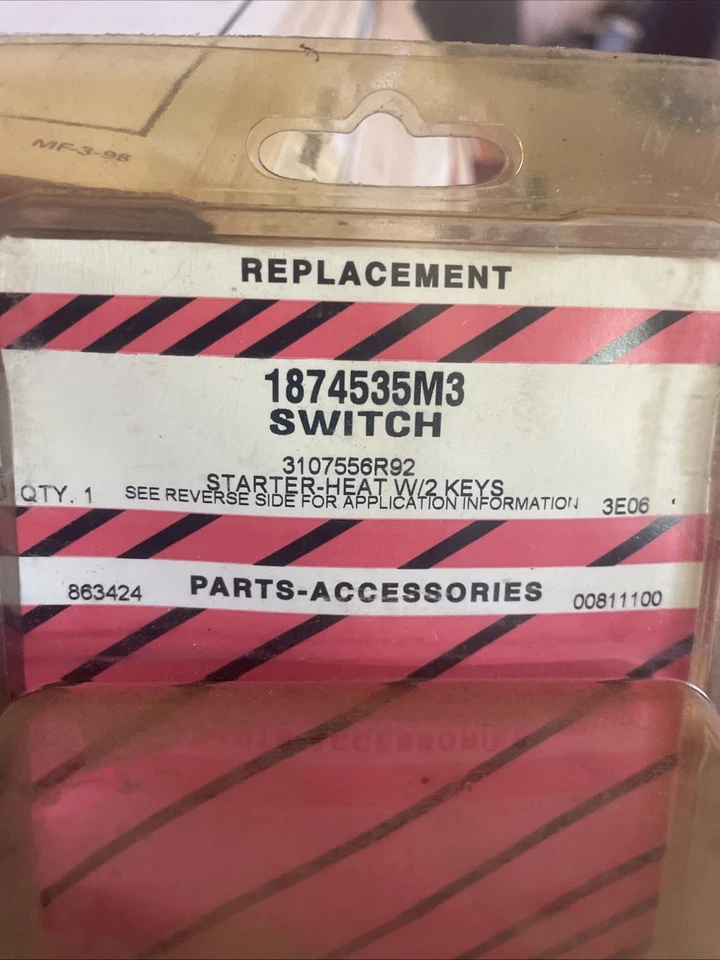 MF-3-98
REPLACEMENT
1874535M3
SWITCH
3107556R92
STARTER-HEAT W/2 KEYS
QTY. 1 SEE REVERSE SIDE FOR APPLICATION INFORMATION 3E06
863424 PARTS-ACCESSORIES 00811100